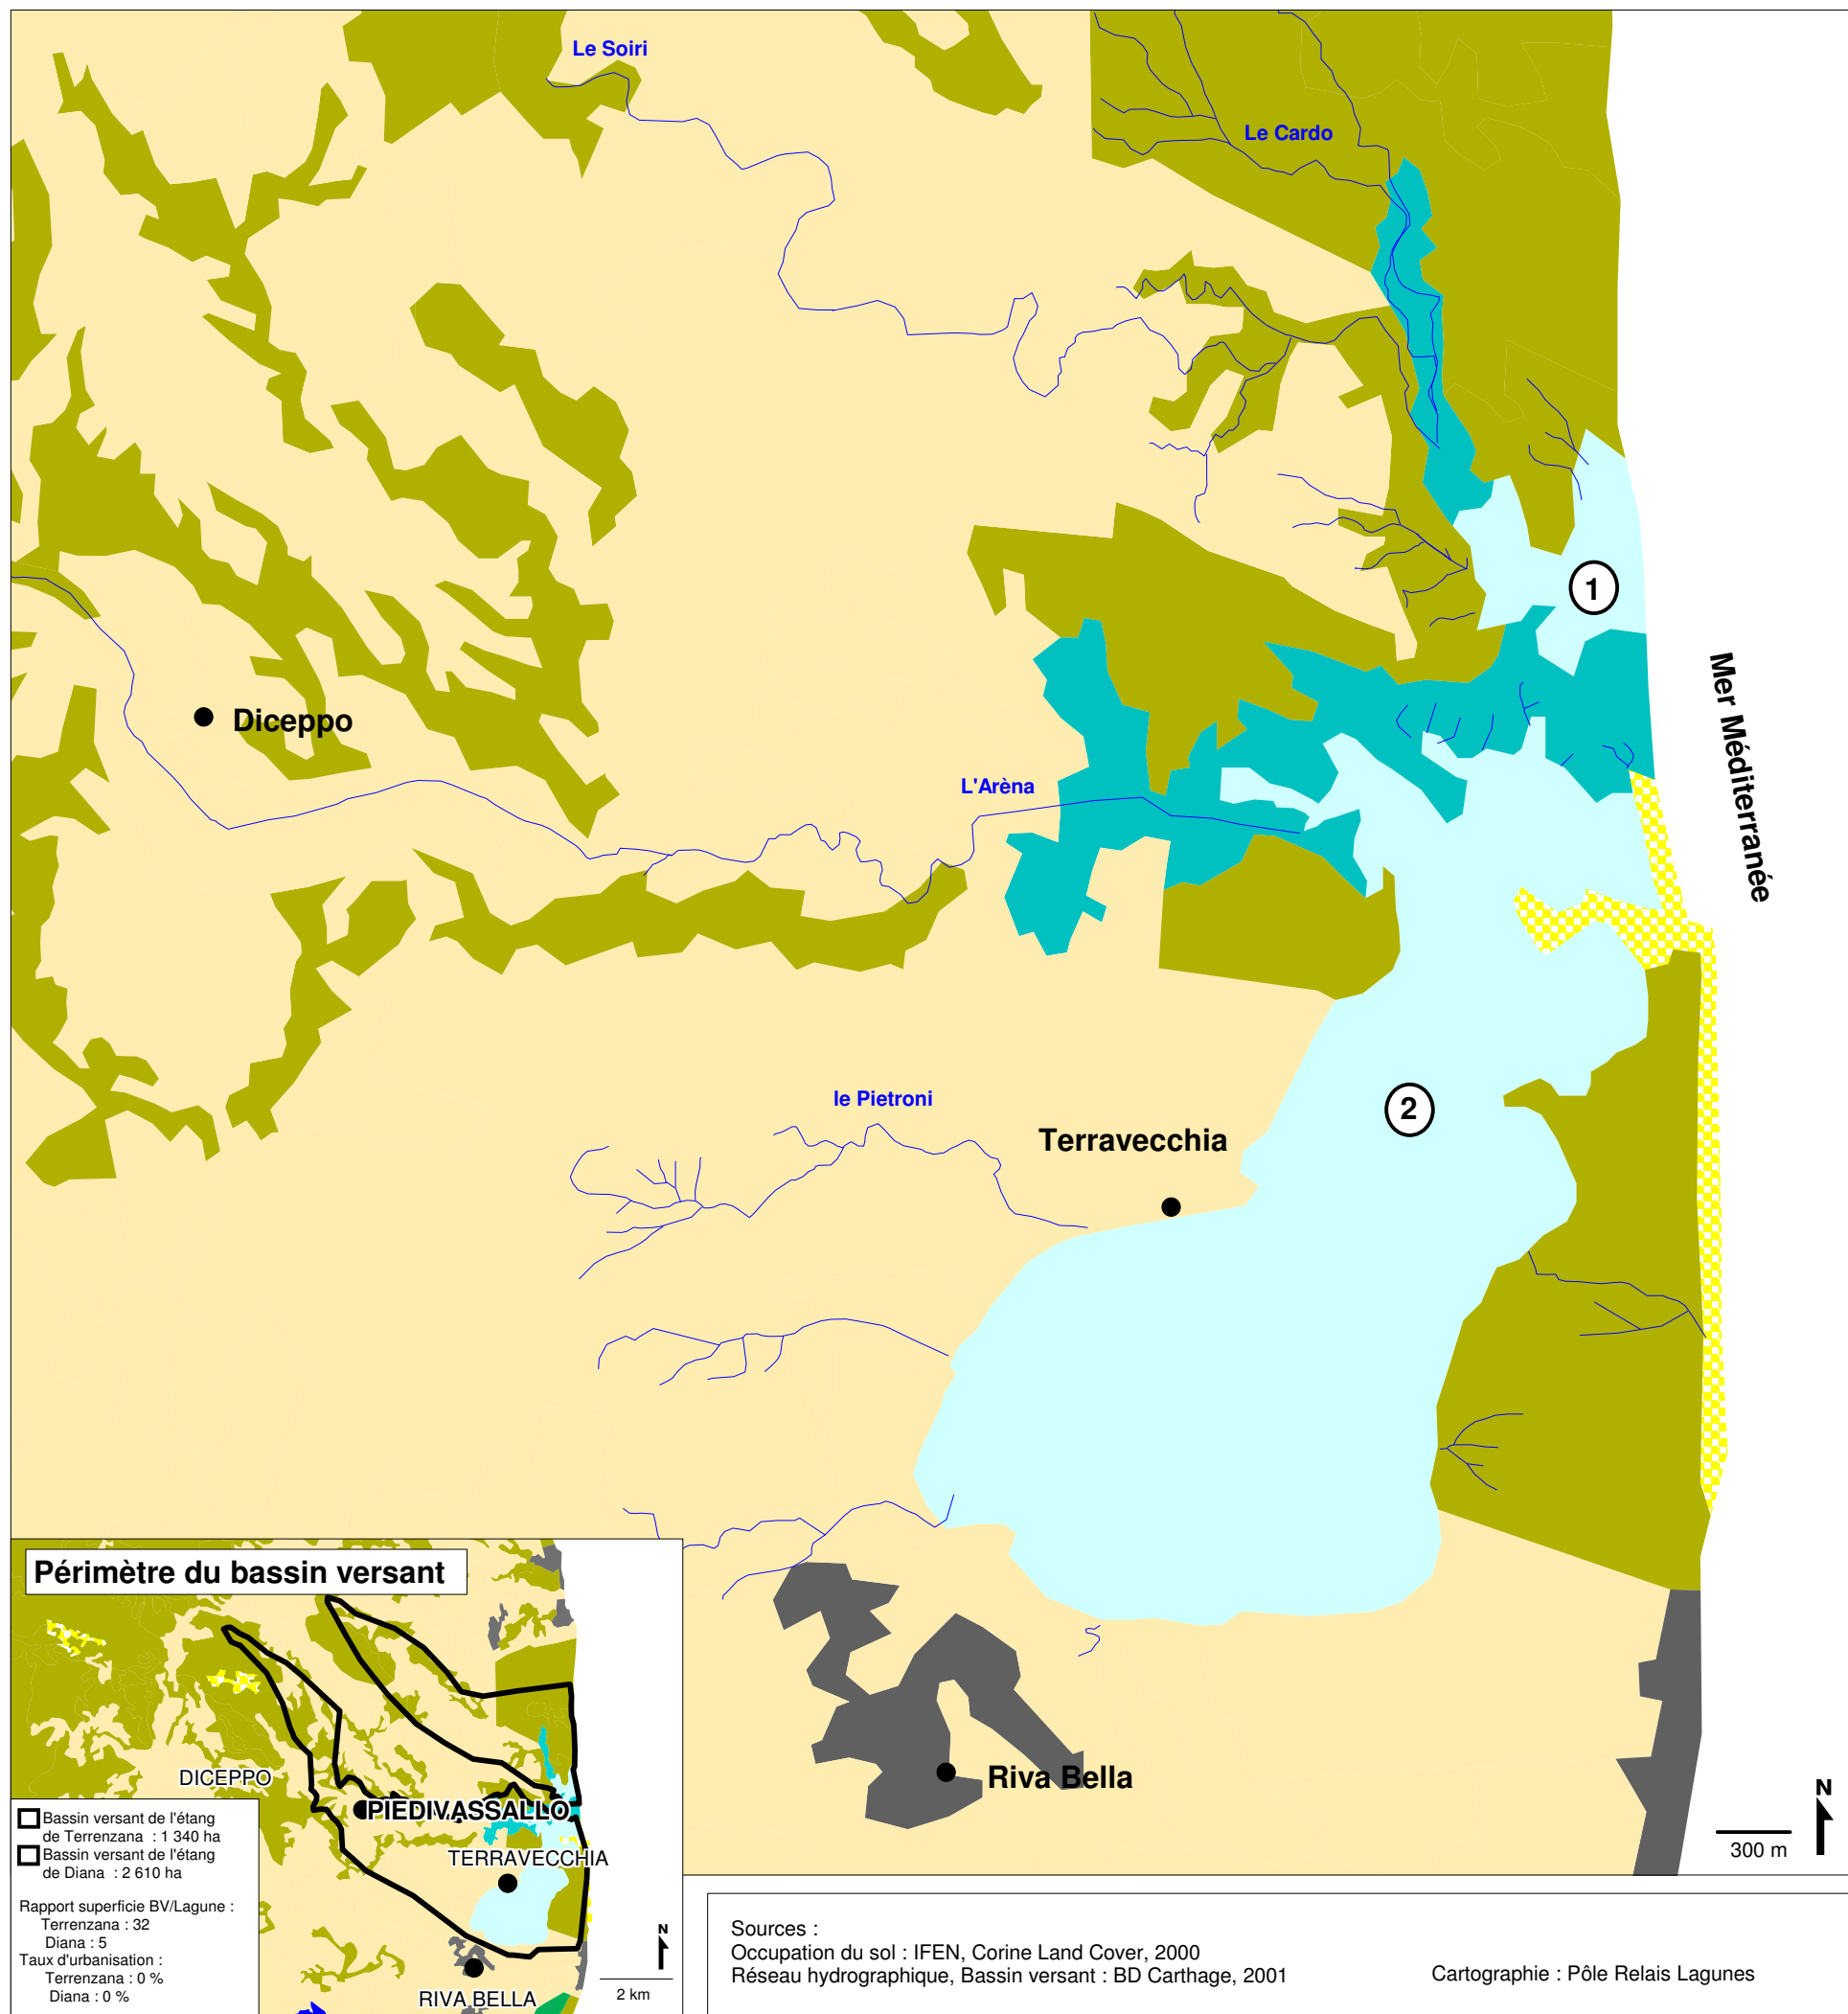 Le Soiri
Le Cardo
1
Mer Méditerranée
Diceppo
L'Arèna
le Pietroni
2
Terravecchia
Riva Bella
N
300 m
Périmètre du bassin versant
DICEPPO
PIEDIVASSALLO
TERRAVECCHIA
RIVA BELLA
Bassin versant de l'étang
de Terrenzana : 1 340 ha
Bassin versant de l'étang
de Diana : 2 610 ha
Rapport superficie BV/Lagune :
Terrenzana : 32
Diana : 5
Taux d'urbanisation :
Terrenzana : 0 %
Diana : 0 %
N
2 km
Sources :
Occupation du sol : IFEN, Corine Land Cover, 2000
Réseau hydrographique, Bassin versant : BD Carthage, 2001
Cartographie : Pôle Relais Lagunes